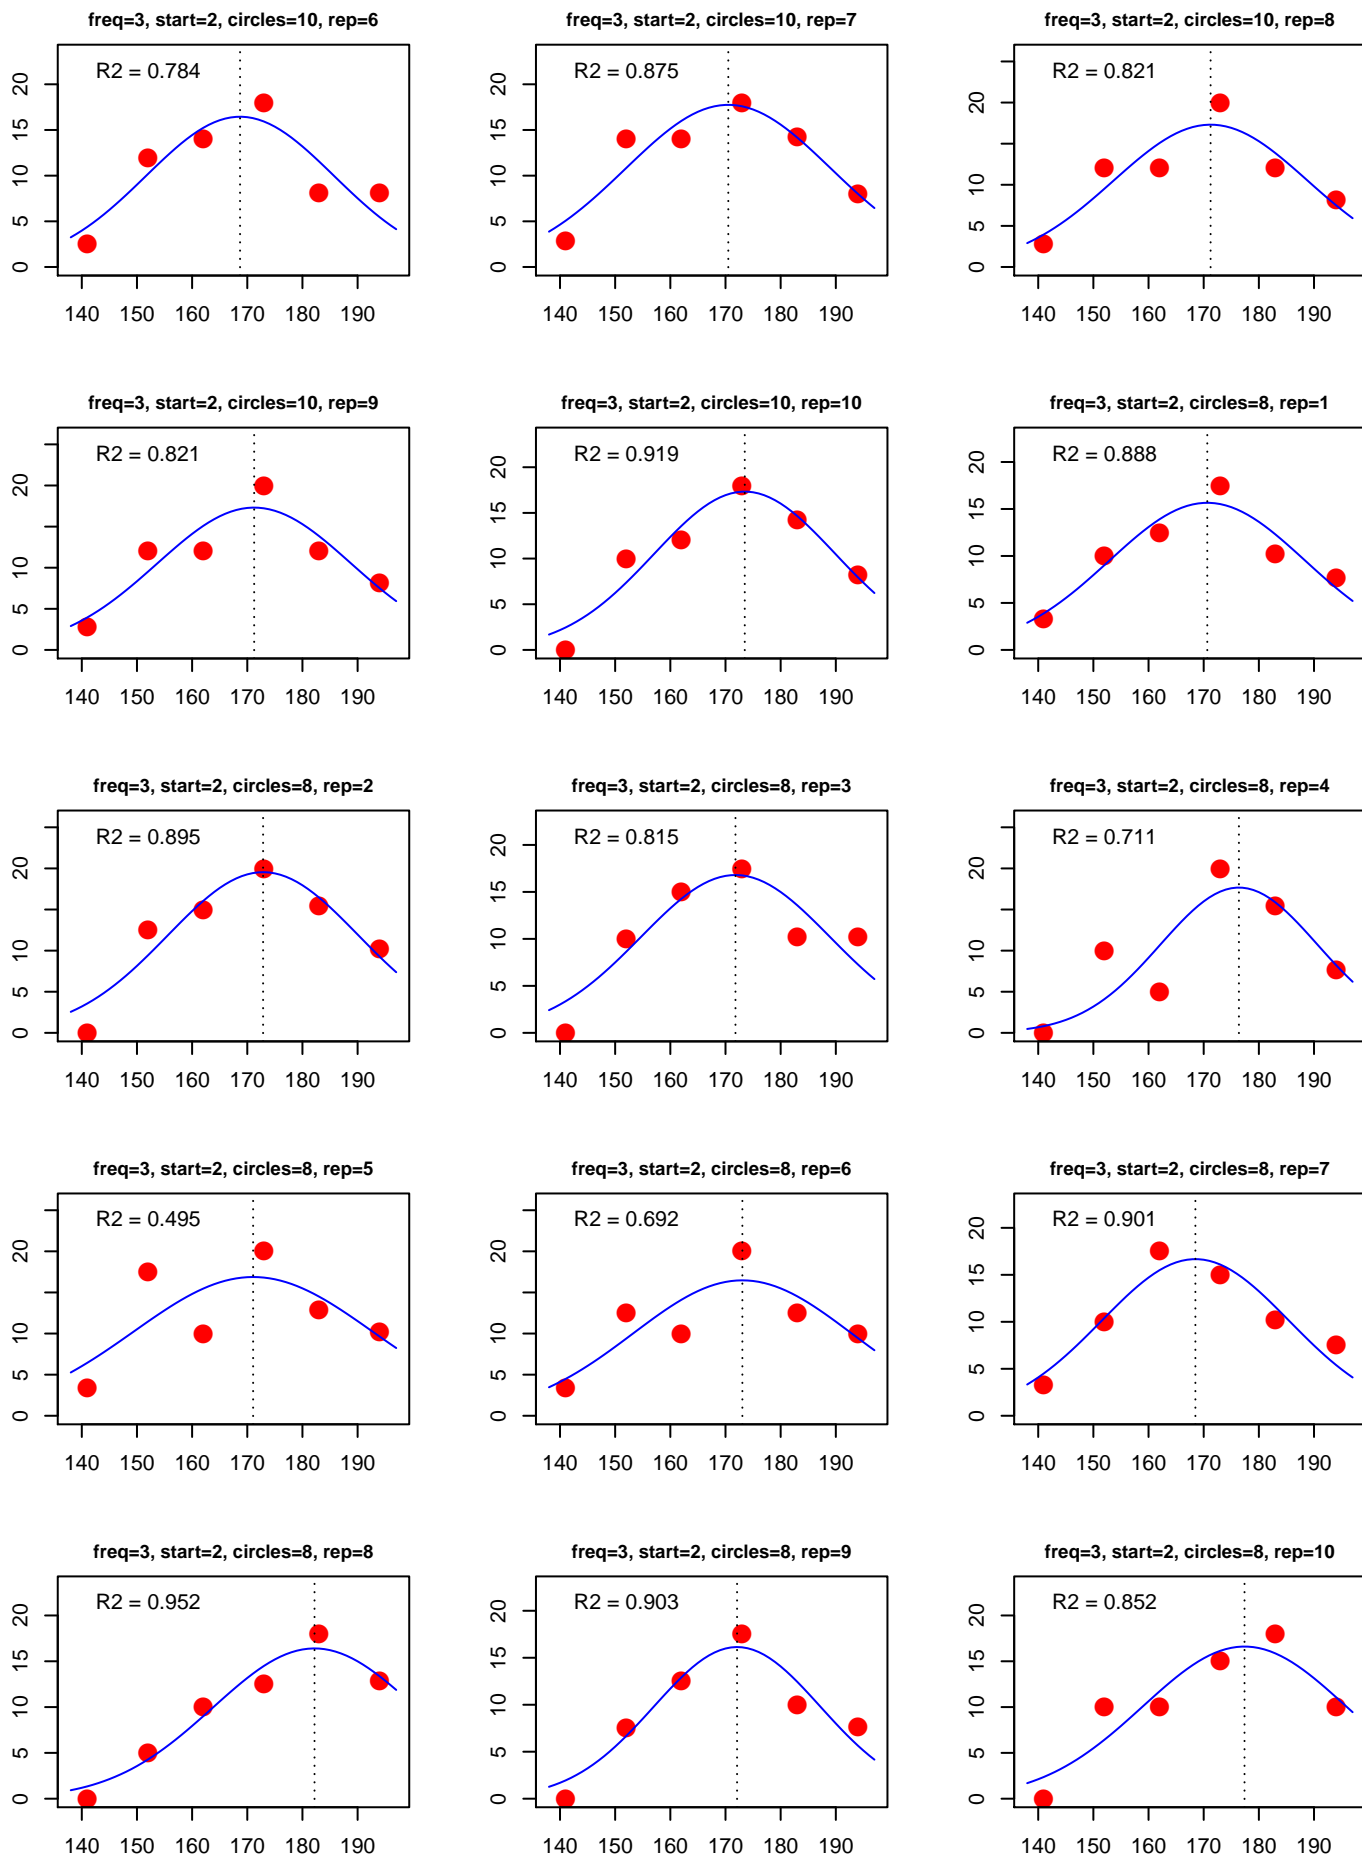 freq=3, start=2, circles=10, rep=6
R2 = 0.784
0 5 10 15 20
140 150 160 170 180 190
freq=3, start=2, circles=10, rep=7
R2 = 0.875
0 5 10 15 20
140 150 160 170 180 190
freq=3, start=2, circles=10, rep=8
R2 = 0.821
0 5 10 20
140 150 160 170 180 190
freq=3, start=2, circles=10, rep=9
R2 = 0.821
0 5 10 20
140 150 160 170 180 190
freq=3, start=2, circles=10, rep=10
R2 = 0.919
0 5 10 15 20
140 150 160 170 180 190
freq=3, start=2, circles=8, rep=1
R2 = 0.888
0 5 10 15 20
140 150 160 170 180 190
freq=3, start=2, circles=8, rep=2
R2 = 0.895
0 5 10 20
140 150 160 170 180 190
freq=3, start=2, circles=8, rep=3
R2 = 0.815
0 5 10 15 20
140 150 160 170 180 190
freq=3, start=2, circles=8, rep=4
R2 = 0.711
0 5 10 20
140 150 160 170 180 190
freq=3, start=2, circles=8, rep=5
R2 = 0.495
0 5 10 20
140 150 160 170 180 190
freq=3, start=2, circles=8, rep=6
R2 = 0.692
0 5 10 20
140 150 160 170 180 190
freq=3, start=2, circles=8, rep=7
R2 = 0.901
0 5 10 15 20
140 150 160 170 180 190
freq=3, start=2, circles=8, rep=8
R2 = 0.952
0 5 10 15 20
140 150 160 170 180 190
freq=3, start=2, circles=8, rep=9
R2 = 0.903
0 5 10 15 20
140 150 160 170 180 190
freq=3, start=2, circles=8, rep=10
R2 = 0.852
0 5 10 15 20
140 150 160 170 180 190